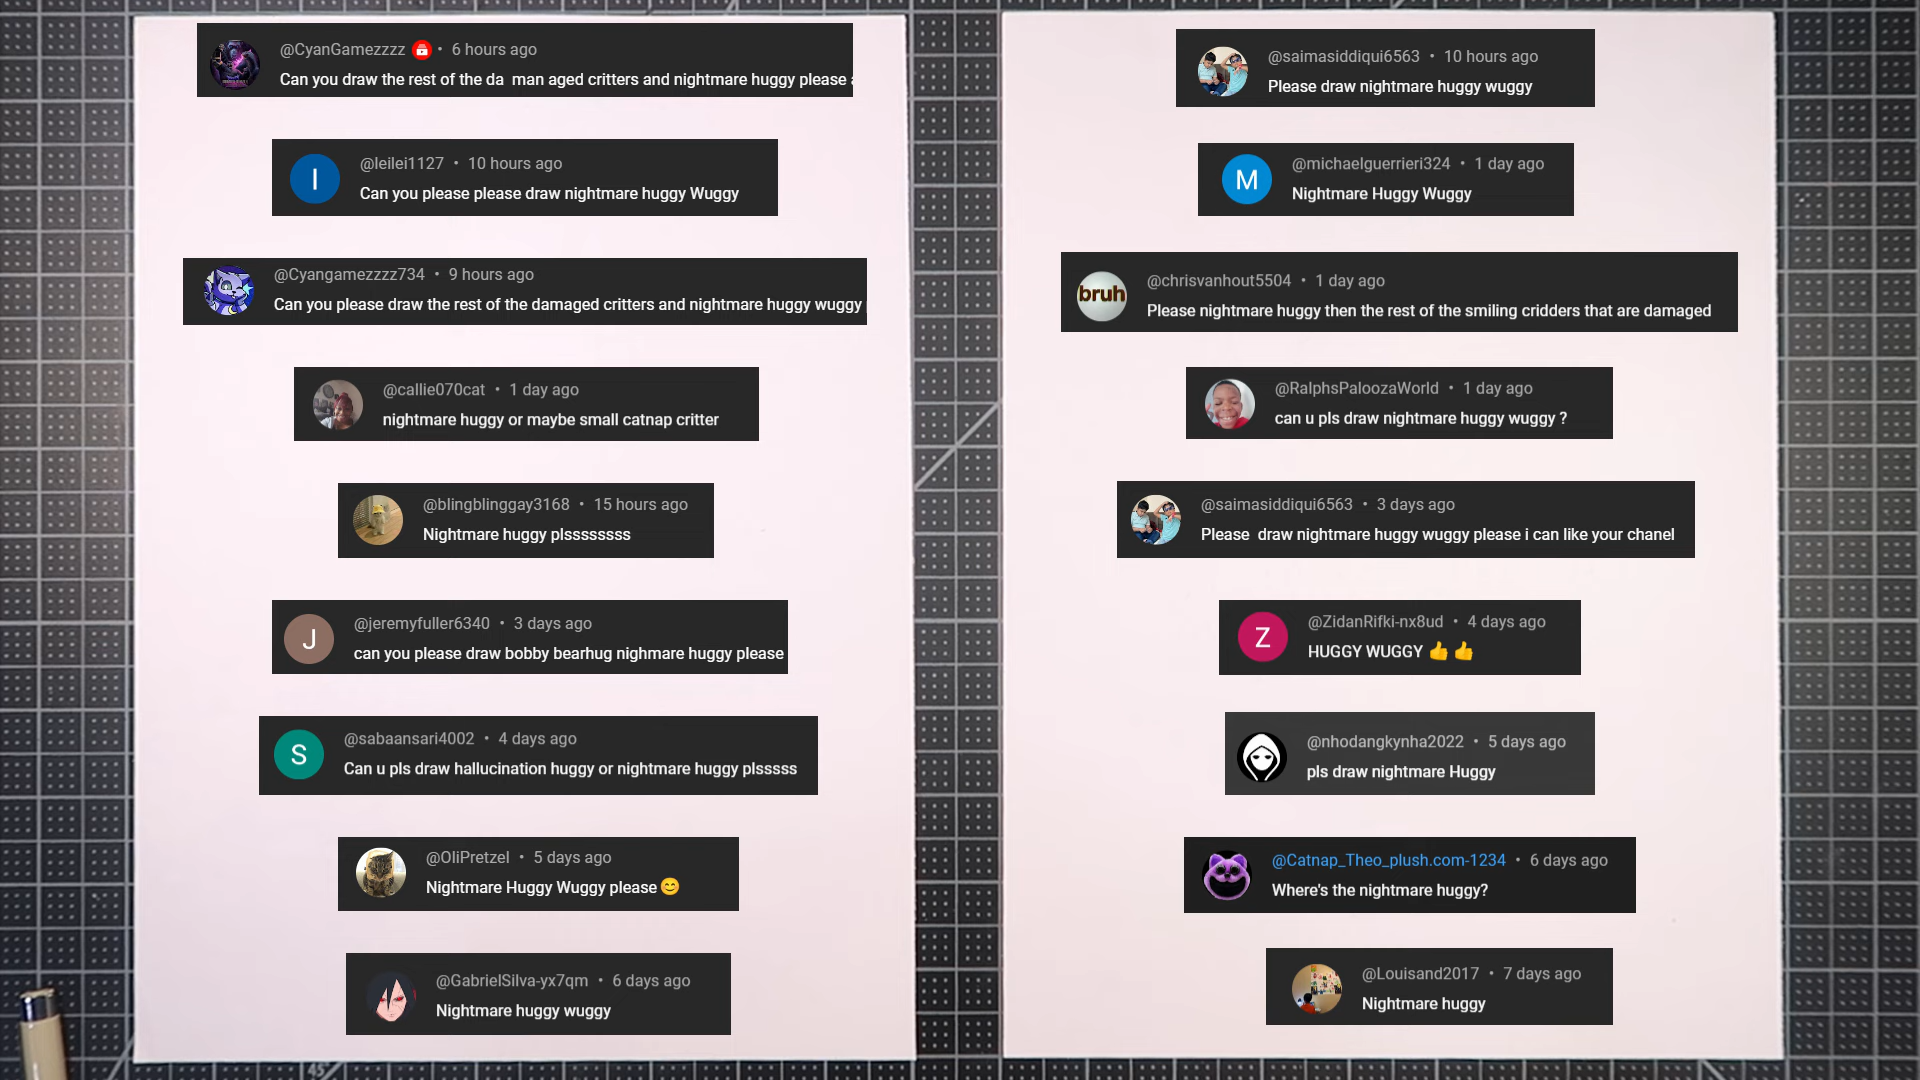 @CyanGamezzzz • 6 hours ago
Can you draw the rest of the da man aged critters and nightmare huggy please
@leilei1127 • 10 hours ago
Can you please please draw nightmare huggy Wuggy
@Cyangamezzzz734 • 9 hours ago
Can you please draw the rest of the damaged critters and nightmare huggy wuggy
@callie070cat • 1 day ago
nightmare huggy or maybe small catnap critter
@blingblinggay3168 • 15 hours ago
Nightmare huggy plsssssssss
J
@jeremyfuller6340 • 3 days ago
can you please draw bobby bearhug nighmare huggy please
S
@sabaansari4002 • 4 days ago
Can u pls draw hallucination huggy or nightmare huggy plsssss
@OliPretzel • 5 days ago
Nightmare Huggy Wuggy please 😊
@GabrielSilva-yx7qm • 6 days ago
Nightmare huggy wuggy
45
@saimasiddiqui6563 • 10 hours ago
Please draw nightmare huggy wuggy
M
@michaelguerrieri324 • 1 day ago
Nightmare Huggy Wuggy
bruh
@chrisvanhout5504 • 1 day ago
Please nightmare huggy then the rest of the smiling cridders that are damaged
@RalphsPaloozaWorld • 1 day ago
can u pls draw nightmare huggy wuggy ?
@saimasiddiqui6563 • 3 days ago
Please draw nightmare huggy wuggy please i can like your chanel
Z
@ZidanRifki-nx8ud • 4 days ago
HUGGY WUGGY 👍 👍
@nhodangkynha2022 • 5 days ago
pls draw nightmare Huggy
@Catnap_Theo_plush.com-1234 • 6 days ago
Where's the nightmare huggy?
@Louisand2017 • 7 days ago
Nightmare huggy